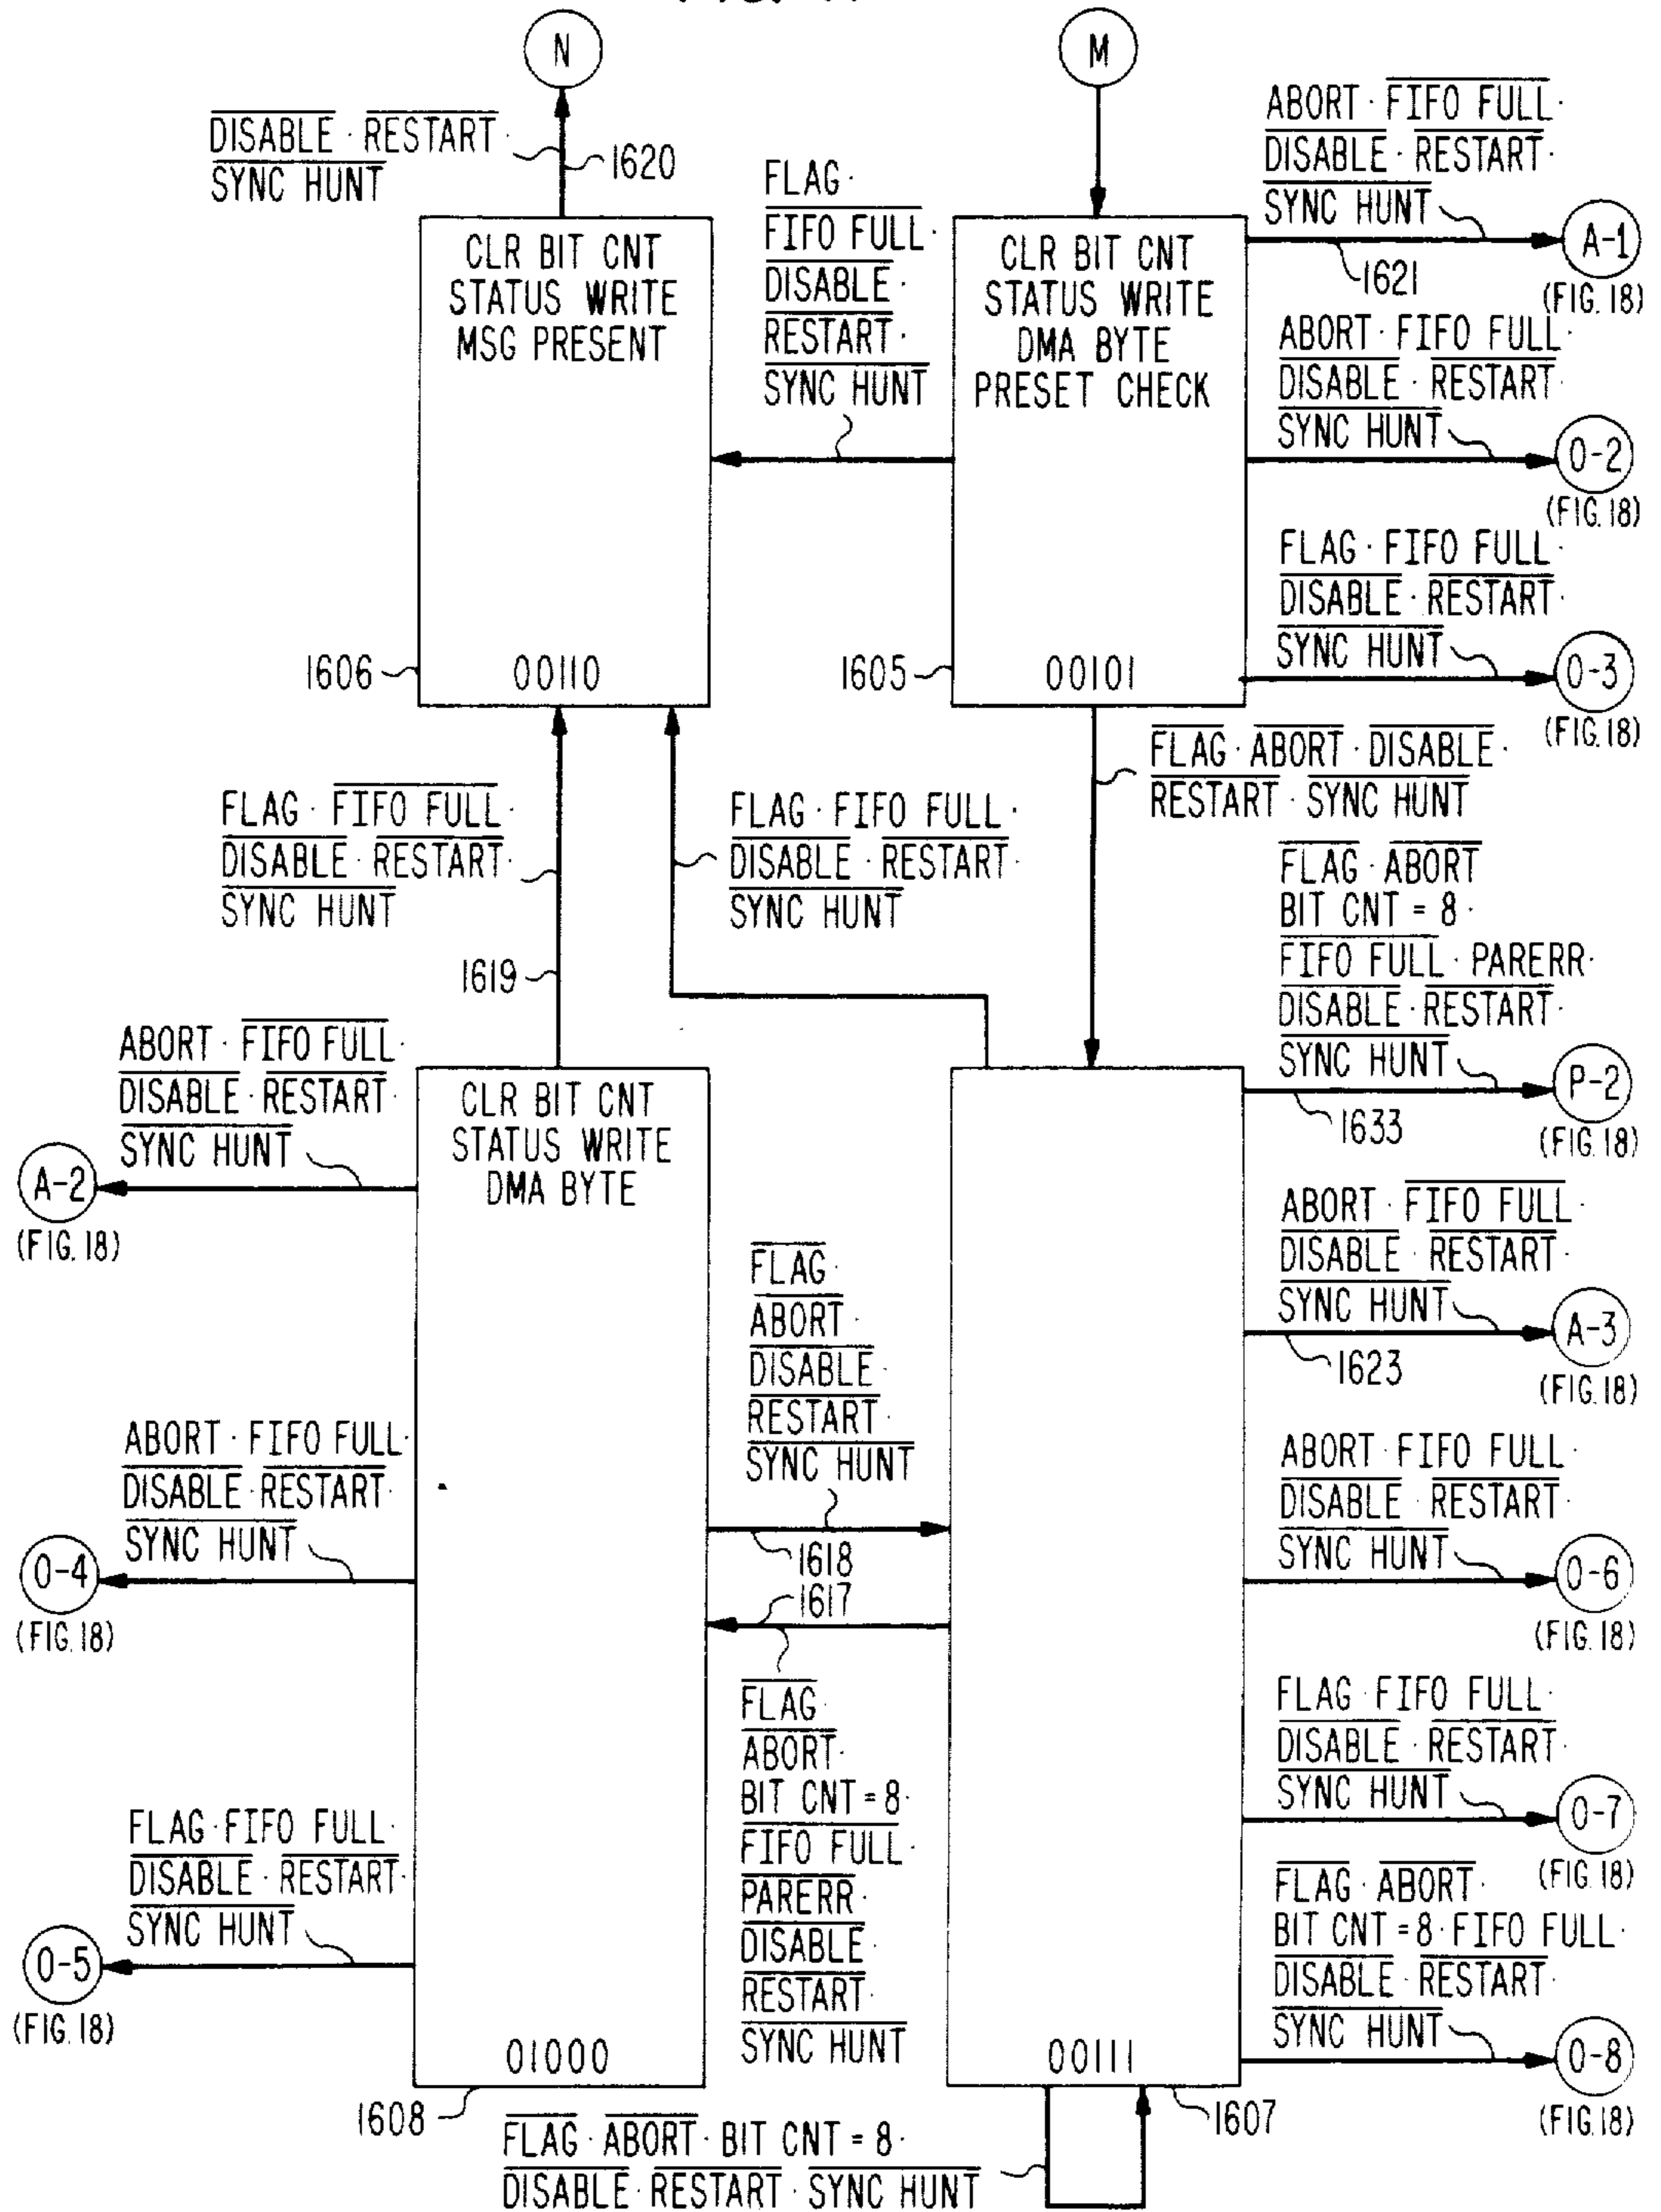 N
M
DISABLE · RESTART ·
SYNC HUNT
1620
FLAG ·
FIFO FULL ·
DISABLE ·
RESTART ·
SYNC HUNT
ABORT · FIFO FULL ·
DISABLE · RESTART ·
SYNC HUNT
A-1
1621
(FIG. 18)
CLR BIT CNT
STATUS WRITE
MSG PRESENT
CLR BIT CNT
STATUS WRITE
DMA BYTE
PRESET CHECK
ABORT · FIFO FULL ·
DISABLE · RESTART ·
SYNC HUNT
O-2
(FIG. 18)
FLAG · FIFO FULL ·
DISABLE · RESTART ·
SYNC HUNT
O-3
(FIG. 18)
1606
00110
1605
00101
FLAG · ABORT · DISABLE ·
RESTART · SYNC HUNT
FLAG · FIFO FULL ·
DISABLE · RESTART ·
SYNC HUNT
1619
FLAG · FIFO FULL ·
DISABLE · RESTART ·
SYNC HUNT
FLAG · ABORT
BIT CNT = 8 ·
FIFO FULL · PARERR ·
DISABLE · RESTART ·
SYNC HUNT
P-2
1633
(FIG. 18)
ABORT · FIFO FULL ·
DISABLE · RESTART ·
SYNC HUNT
A-2
(FIG. 18)
CLR BIT CNT
STATUS WRITE
DMA BYTE
ABORT · FIFO FULL ·
DISABLE · RESTART ·
SYNC HUNT
A-3
1623
(FIG. 18)
FLAG ·
ABORT ·
DISABLE ·
RESTART ·
SYNC HUNT
1618
ABORT · FIFO FULL ·
DISABLE · RESTART ·
SYNC HUNT
O-4
(FIG. 18)
ABORT · FIFO FULL ·
DISABLE · RESTART ·
SYNC HUNT
O-6
(FIG. 18)
1617
FLAG ·
ABORT ·
BIT CNT = 8 ·
FIFO FULL ·
PARERR ·
DISABLE ·
RESTART ·
SYNC HUNT
FLAG · FIFO FULL ·
DISABLE · RESTART ·
SYNC HUNT
O-7
(FIG. 18)
FLAG · FIFO FULL ·
DISABLE · RESTART ·
SYNC HUNT
O-5
(FIG. 18)
FLAG · ABORT ·
BIT CNT = 8 · FIFO FULL ·
DISABLE · RESTART ·
SYNC HUNT
O-8
(FIG. 18)
01000
1608
00111
1607
FLAG · ABORT · BIT CNT = 8 ·
DISABLE · RESTART · SYNC HUNT